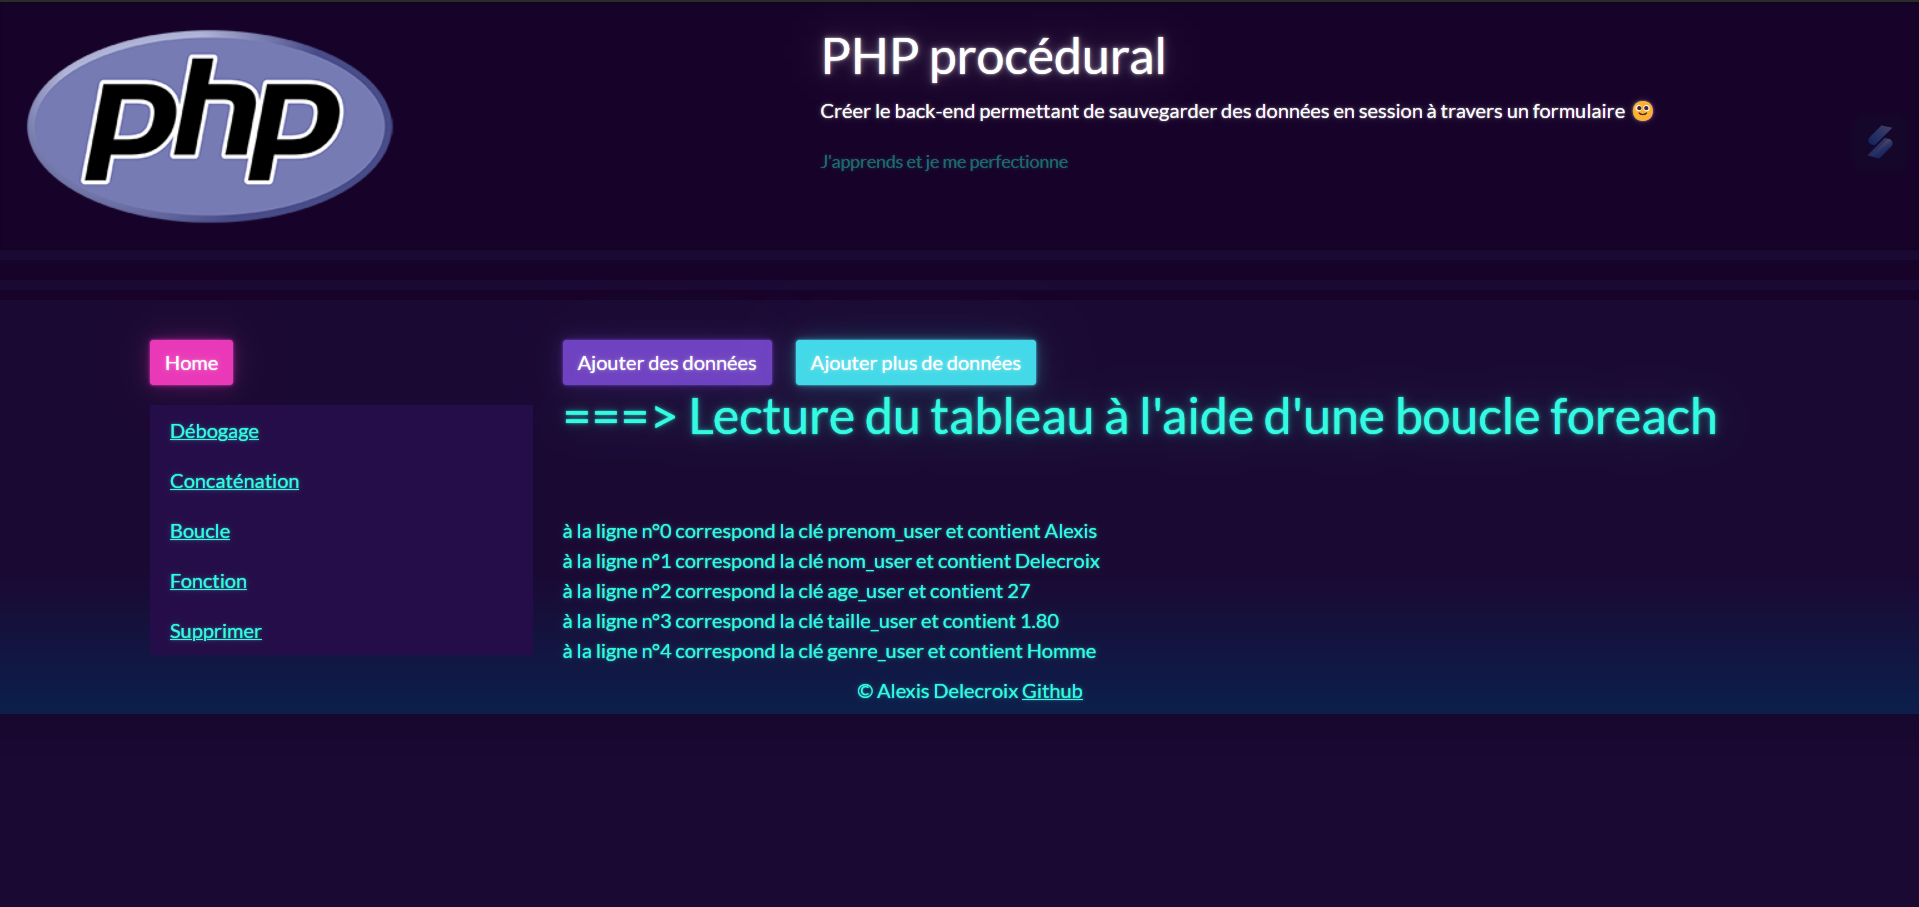 php
PHP procédural
Créer le back-end permettant de sauvegarder des données en session à travers un formulaire
J'apprends et je me perfectionne
Home
Ajouter des données
Ajouter plus de données
Débogage
Concaténation
Boucle
Fonction
Supprimer
===> Lecture du tableau à l'aide d'une boucle foreach
à la ligne n°0 correspond la clé prenom_user et contient Alexis
à la ligne n°1 correspond la clé nom_user et contient Delecroix
à la ligne n°2 correspond la clé age_user et contient 27
à la ligne n°3 correspond la clé taille_user et contient 1.80
à la ligne n°4 correspond la clé genre_user et contient Homme
© Alexis Delecroix Github